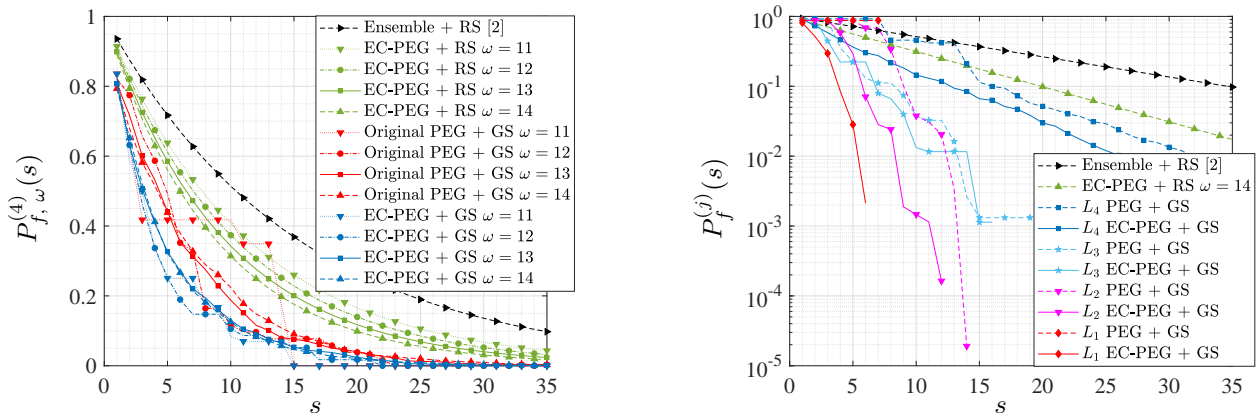 1
0.8
0.6
0.4
0.2
0
0 5 10 15 20 25 30 35
s
P_{f, ω}^{(4)}(s)
Ensemble + RS [2]
EC-PEG + RS ω = 11
EC-PEG + RS ω = 12
EC-PEG + RS ω = 13
EC-PEG + RS ω = 14
Original PEG + GS ω = 11
Original PEG + GS ω = 12
Original PEG + GS ω = 13
Original PEG + GS ω = 14
EC-PEG + GS ω = 11
EC-PEG + GS ω = 12
EC-PEG + GS ω = 13
EC-PEG + GS ω = 14
10^0
10^{-1}
10^{-2}
10^{-3}
10^{-4}
10^{-5}
0 5 10 15 20 25 30 35
s
P_f^{(j)}(s)
Ensemble + RS [2]
EC-PEG + RS ω = 14
L_4 PEG + GS
L_4 EC-PEG + GS
L_3 PEG + GS
L_3 EC-PEG + GS
L_2 PEG + GS
L_2 EC-PEG + GS
L_1 PEG + GS
L_1 EC-PEG + GS